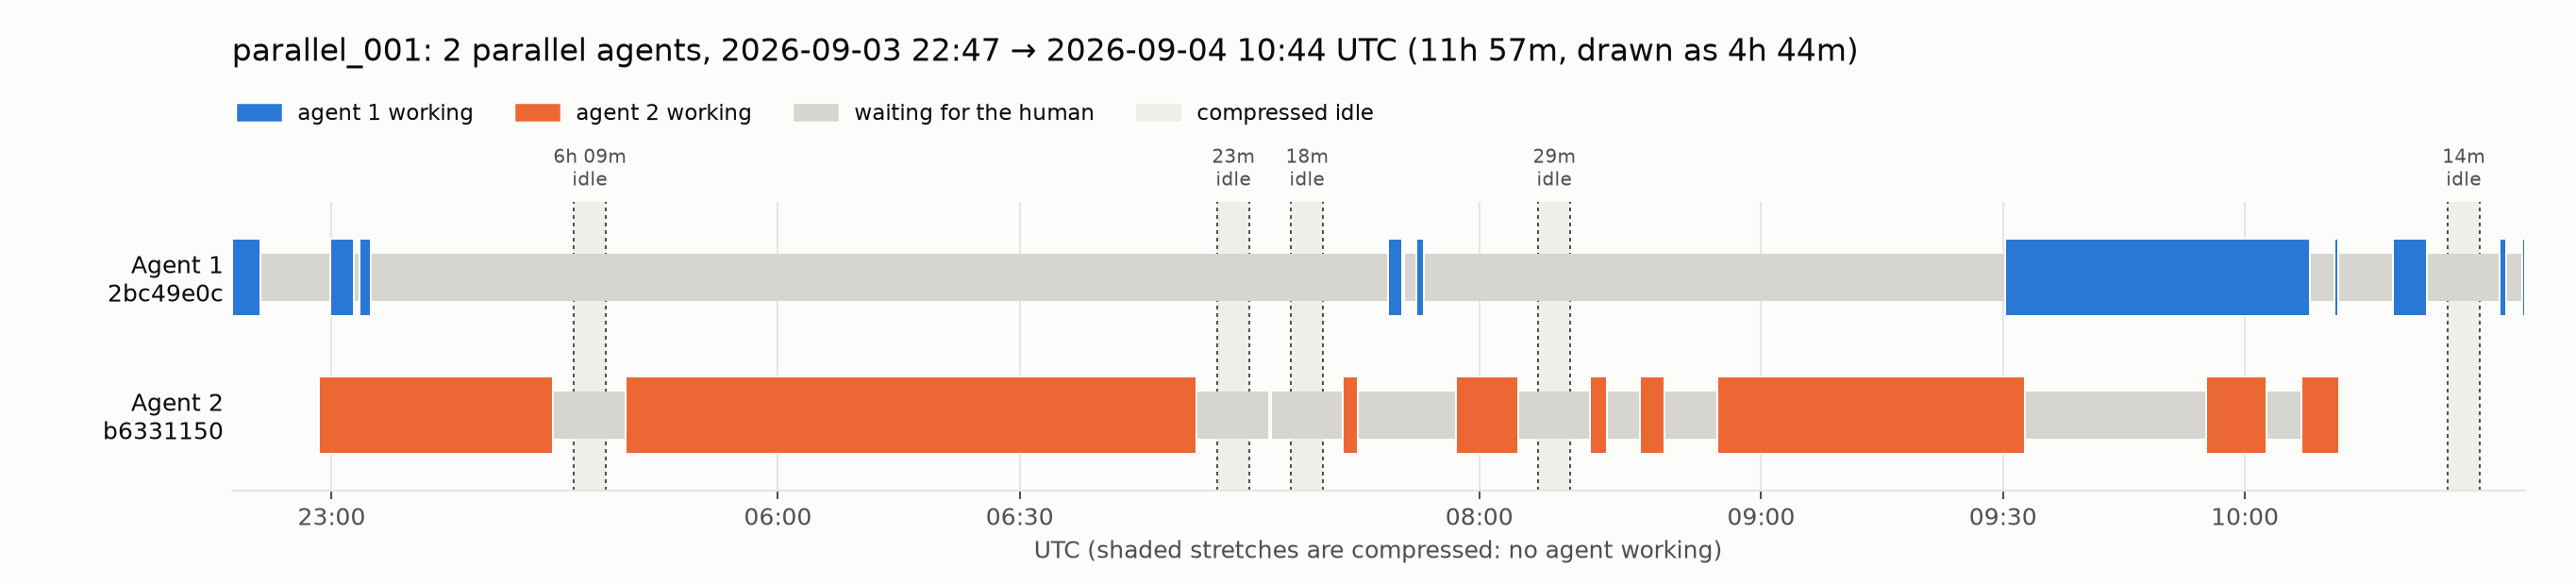 parallel_001: 2 parallel agents, 2026-09-03 22:47 → 2026-09-04 10:44 UTC (11h 57m, drawn as 4h 44m)
agent 1 working
agent 2 working
waiting for the human
compressed idle
6h 09m
idle
23m
idle
18m
idle
29m
idle
14m
idle
Agent 1
2bc49e0c
Agent 2
b6331150
23:00
06:00
06:30
08:00
09:00
09:30
10:00
UTC (shaded stretches are compressed: no agent working)